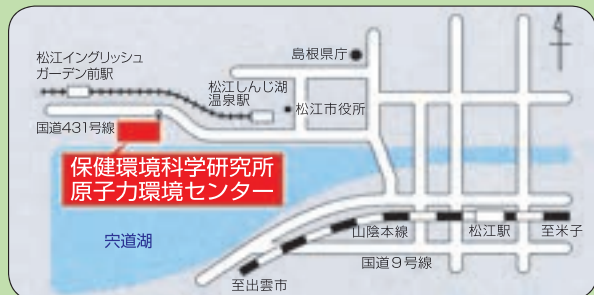 島根県庁
松江イングリッシュ
ガーデン前駅
松江しんじ湖
温泉駅
松江市役所
国道431号線
保健環境科学研究所
原子力環境センター
宍道湖
山陰本線
松江駅
至米子
国道9号線
至出雲市